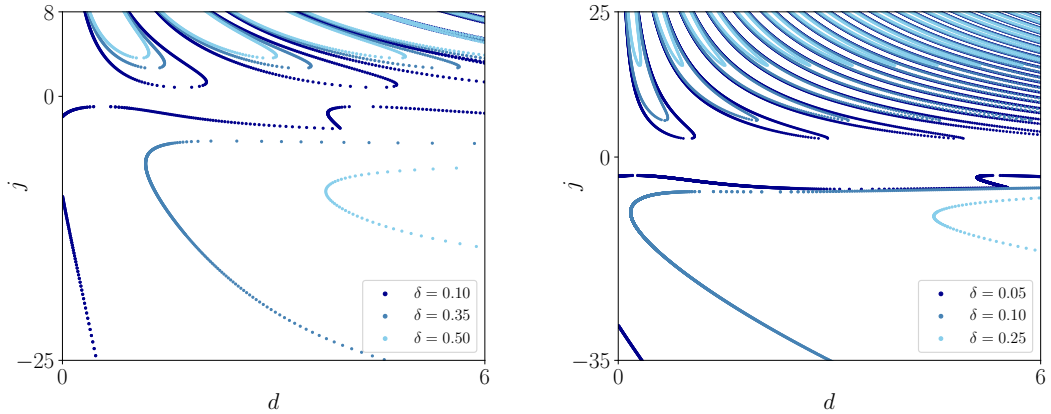 8
0
−25
j
0
6
d
δ = 0.10
δ = 0.35
δ = 0.50
25
0
−35
j
0
6
d
δ = 0.05
δ = 0.10
δ = 0.25